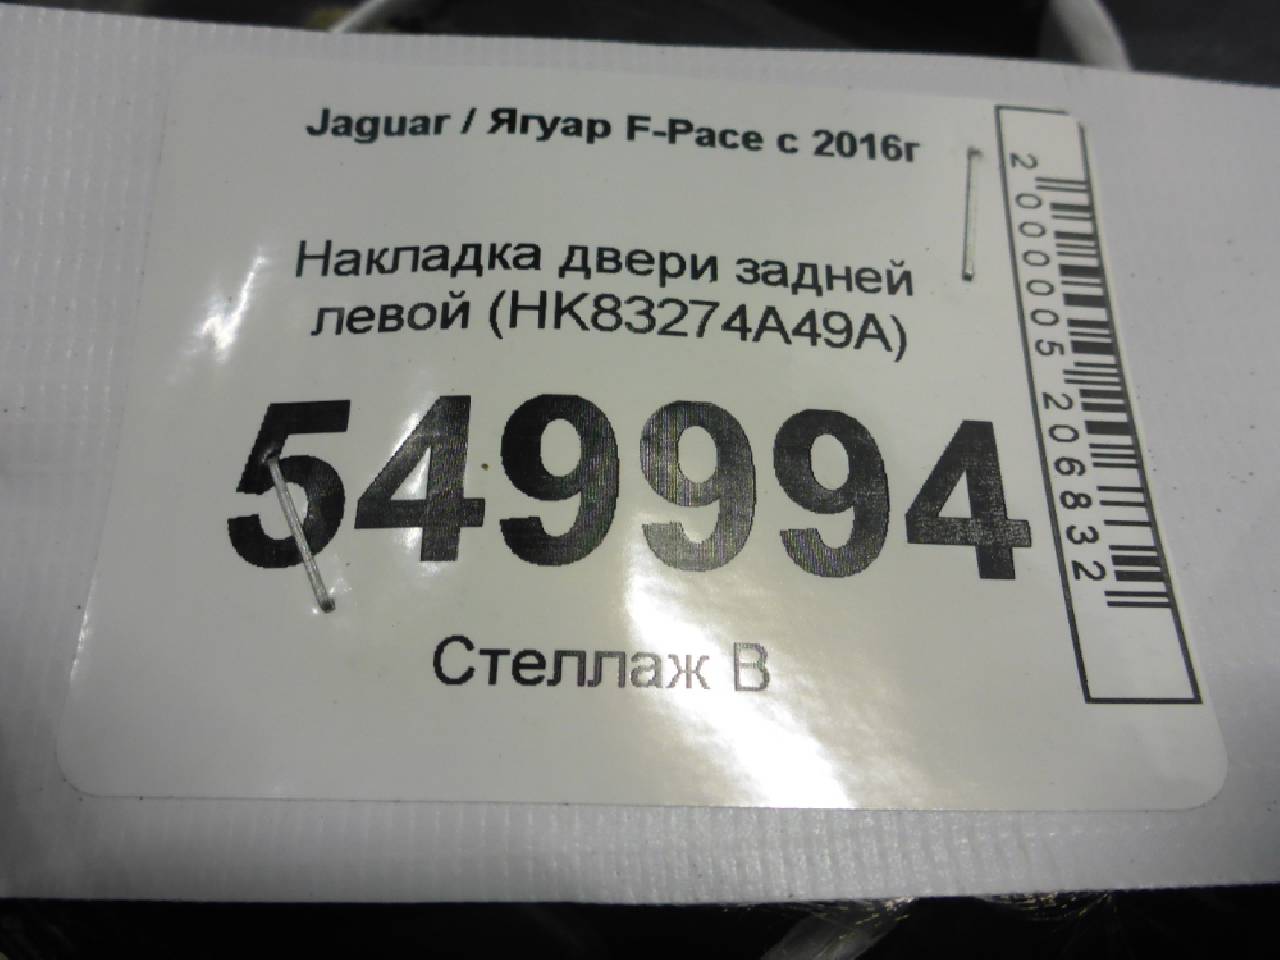 Jaguar / Ягуар F-Pace с 2016г
Накладка двери задней
левой (HK83274A49A)
549994
Стеллаж В
2000005206832